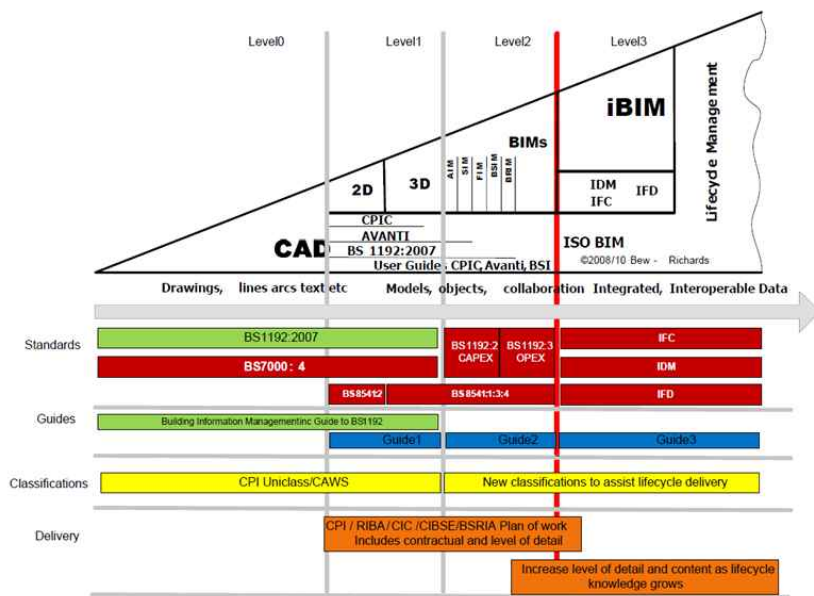 Level0 Level1 Level2 Level3
Lifecycle Management
iBIM
BIMs
2D
3D
AIM
SIM
FIM
BSIM
BRIM
IDM
IFC
IFD
CPIC
AVANTI
CAD
BS 1192:2007
ISO BIM
User Guides CPIC, Avanti, BSI
©2008/10 Bew - Richards
Drawings, lines arcs text etc Models, objects, collaboration Integrated, Interoperable Data
Standards
BS1192:2007
BS7000: 4
BS1192:2
CAPEX
BS1192:3
OPEX
BS8541:2
BS8541:1:3:4
IFC
IDM
IFD
Guides
Building Information Managementinc Guide to BS1192
Guide1
Guide2
Guide3
Classifications
CPI Uniclass/CAWS
New classifications to assist lifecycle delivery
Delivery
CPI / RIBA/ CIC /CIBSE/BSRIA Plan of work
Includes contractual and level of detail
Increase level of detail and content as lifecycle
knowledge grows